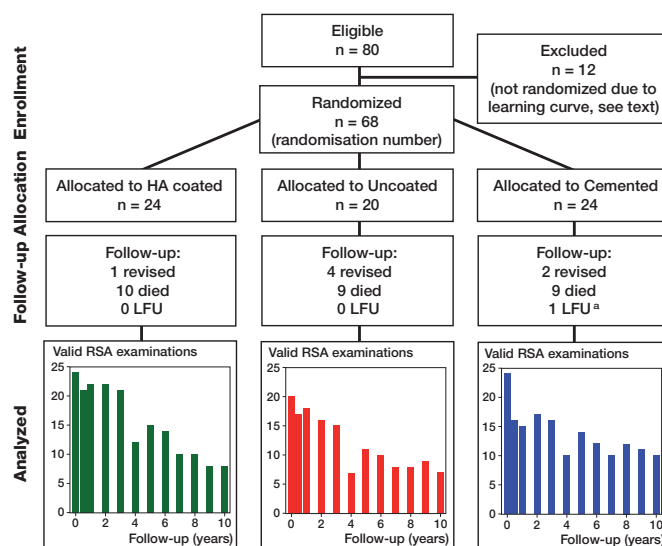 Enrollment
Eligible
n = 80
Excluded
n = 12
(not randomized due to
learning curve, see text)
Randomized
n = 68
(randomisation number)
Allocation
Allocated to HA coated
n = 24
Allocated to Uncoated
n = 20
Allocated to Cemented
n = 24
Follow-up
Follow-up:
1 revised
10 died
0 LFU
Follow-up:
4 revised
9 died
0 LFU
Follow-up:
2 revised
9 died
1 LFU a
Analyzed
Valid RSA examinations
25
20
15
10
5
0
0 2 4 6 8 10
Follow-up (years)
Valid RSA examinations
25
20
15
10
5
0
0 2 4 6 8 10
Follow-up (years)
Valid RSA examinations
25
20
15
10
5
0
0 2 4 6 8 10
Follow-up (years)